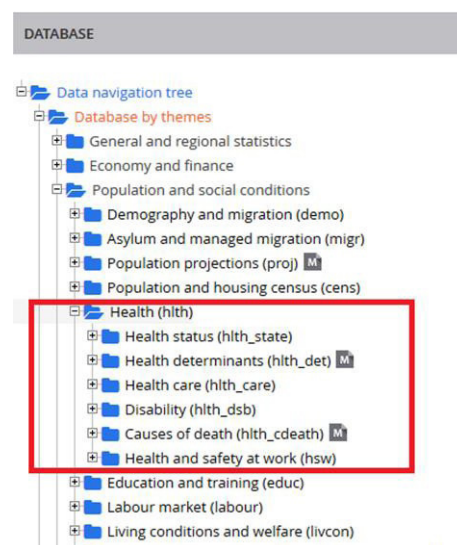 DATABASE
Data navigation tree
Database by themes
General and regional statistics
Economy and finance
Population and social conditions
Demography and migration (demo)
Asylum and managed migration (migr)
Population projections (proj) M
Population and housing census (cens)
Health (hlth)
Health status (hlth_state)
Health determinants (hlth_det) M
Health care (hlth_care)
Disability (hlth_dsb)
Causes of death (hlth_cdeath) M
Health and safety at work (hsw)
Education and training (educ)
Labour market (labour)
Living conditions and welfare (livcon)